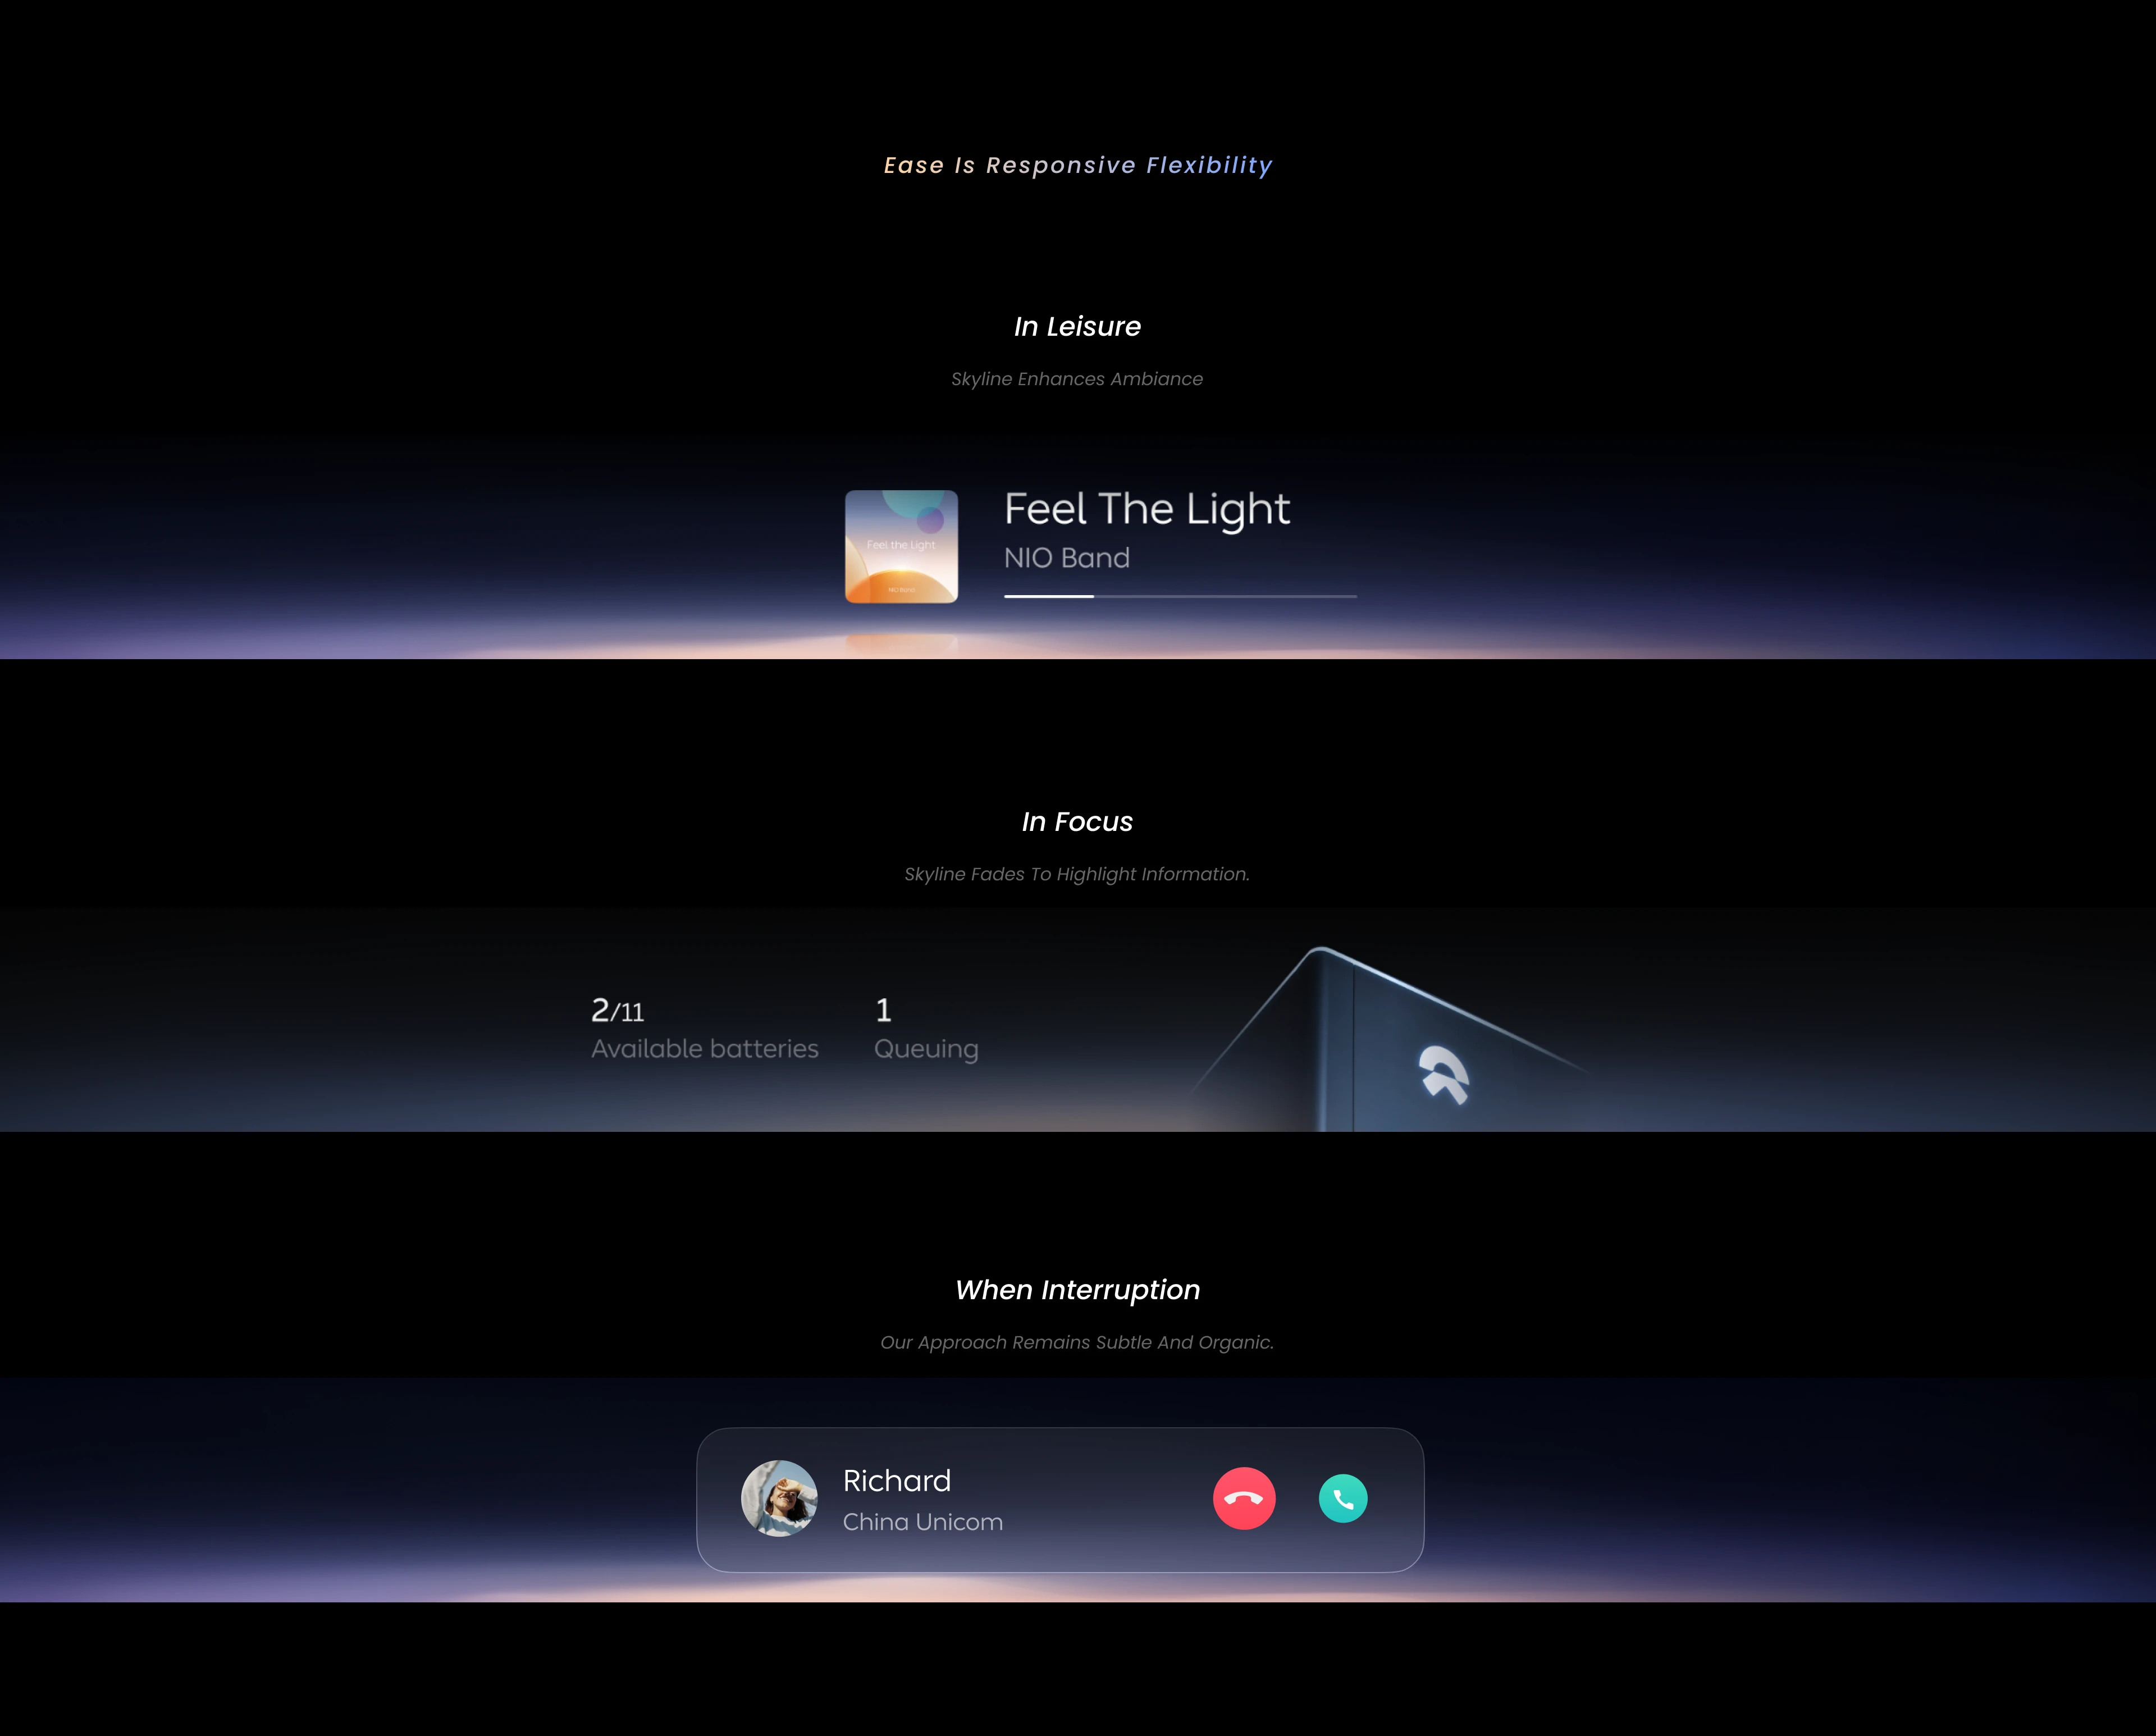 Ease Is Responsive Flexibility
In Leisure
Skyline Enhances Ambiance
Feel the Light
NIO Band
Feel The Light
NIO Band
In Focus
Skyline Fades To Highlight Information.
2/11
Available batteries
1
Queuing
When Interruption
Our Approach Remains Subtle And Organic.
Richard
China Unicom